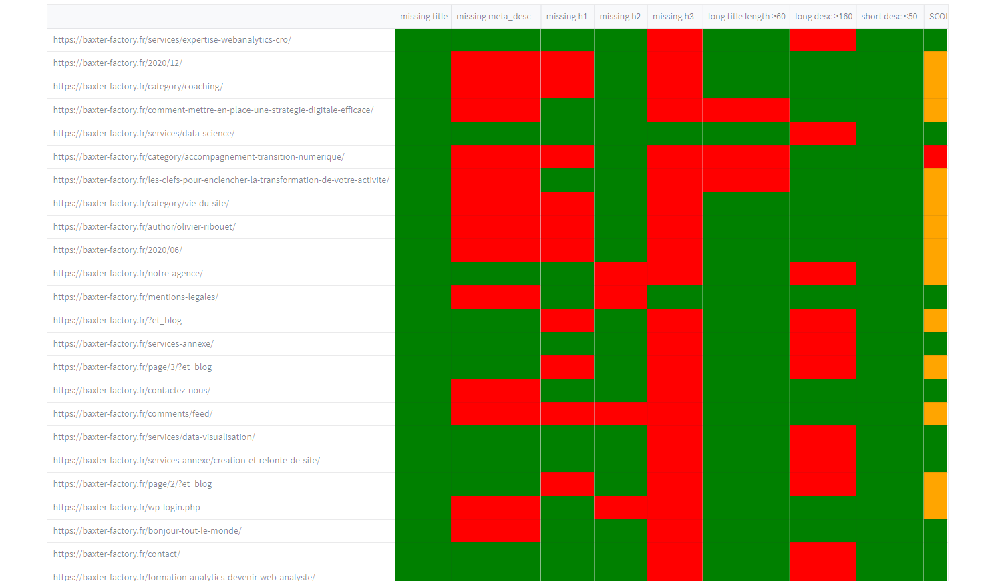 missing title missing meta_desc missing h1 missing h2 missing h3 long title length >60 long desc >160 short desc <50
https://baxter-factory.fr/services/expertise-webanalytics-cro/
https://baxter-factory.fr/2020/12/
https://baxter-factory.fr/category/coaching/
https://baxter-factory.fr/comment-mettre-en-place-une-strategie-digitale-efficace/
https://baxter-factory.fr/services/data-science/
https://baxter-factory.fr/category/accompagnement-transition-numerique/
https://baxter-factory.fr/les-clefs-pour-enclencher-la-transformation-de-votre-activite/
https://baxter-factory.fr/category/vie-du-site/
https://baxter-factory.fr/author/olivier-ribouet/
https://baxter-factory.fr/2020/06/
https://baxter-factory.fr/notre-agence/
https://baxter-factory.fr/mentions-legales/
https://baxter-factory.fr/?et_blog
https://baxter-factory.fr/services-annexe/
https://baxter-factory.fr/page/3/?et_blog
https://baxter-factory.fr/contactez-nous/
https://baxter-factory.fr/comments/feed/
https://baxter-factory.fr/services/data-visualisation/
https://baxter-factory.fr/services-annexe/creation-et-refonte-de-site/
https://baxter-factory.fr/page/2/?et_blog
https://baxter-factory.fr/wp-login.php
https://baxter-factory.fr/bonjour-tout-le-monde/
https://baxter-factory.fr/contact/
https://baxter-factory.fr/formation-analytics-devenir-web-analyste/